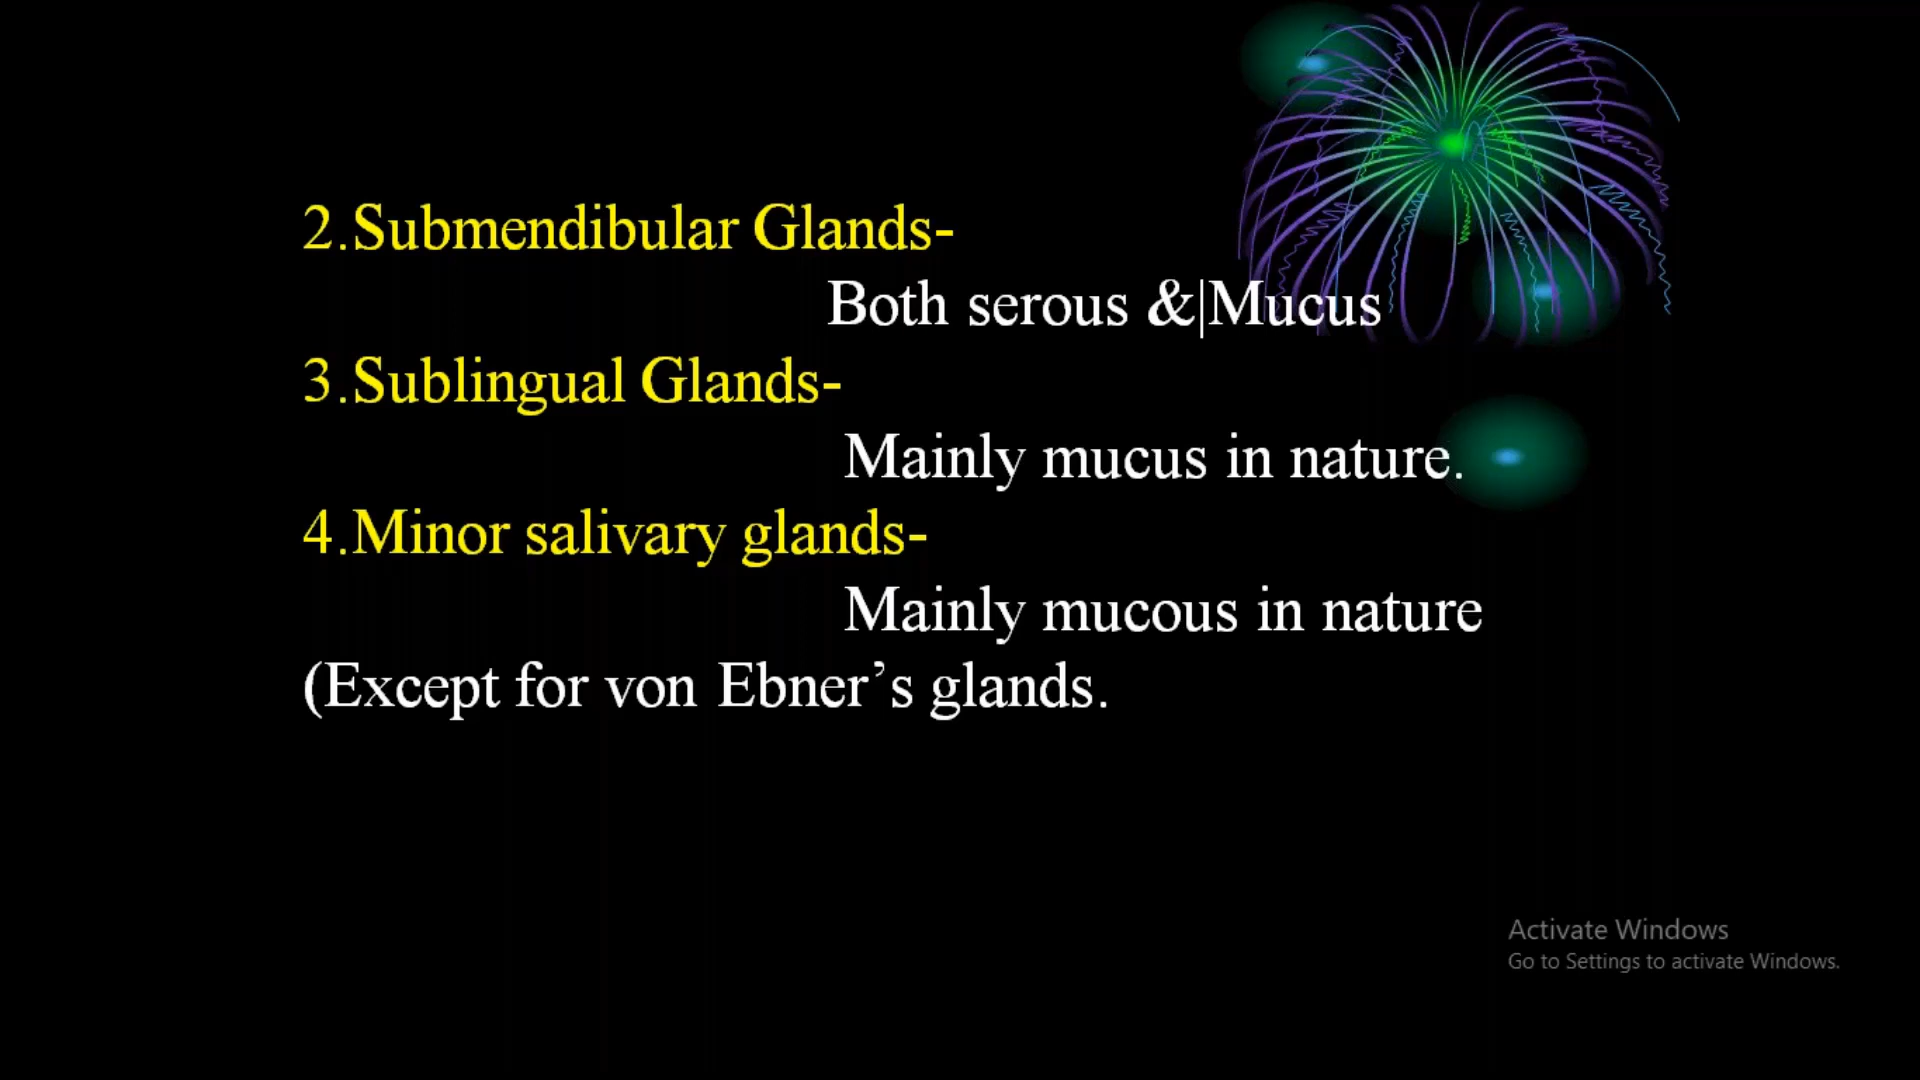 2.Submendibular Glands-
Both serous &|Mucus
3.Sublingual Glands-
Mainly mucus in nature.
4.Minor salivary glands-
Mainly mucous in nature
(Except for von Ebner’s glands.
Activate Windows
Go to Settings to activate Windows.